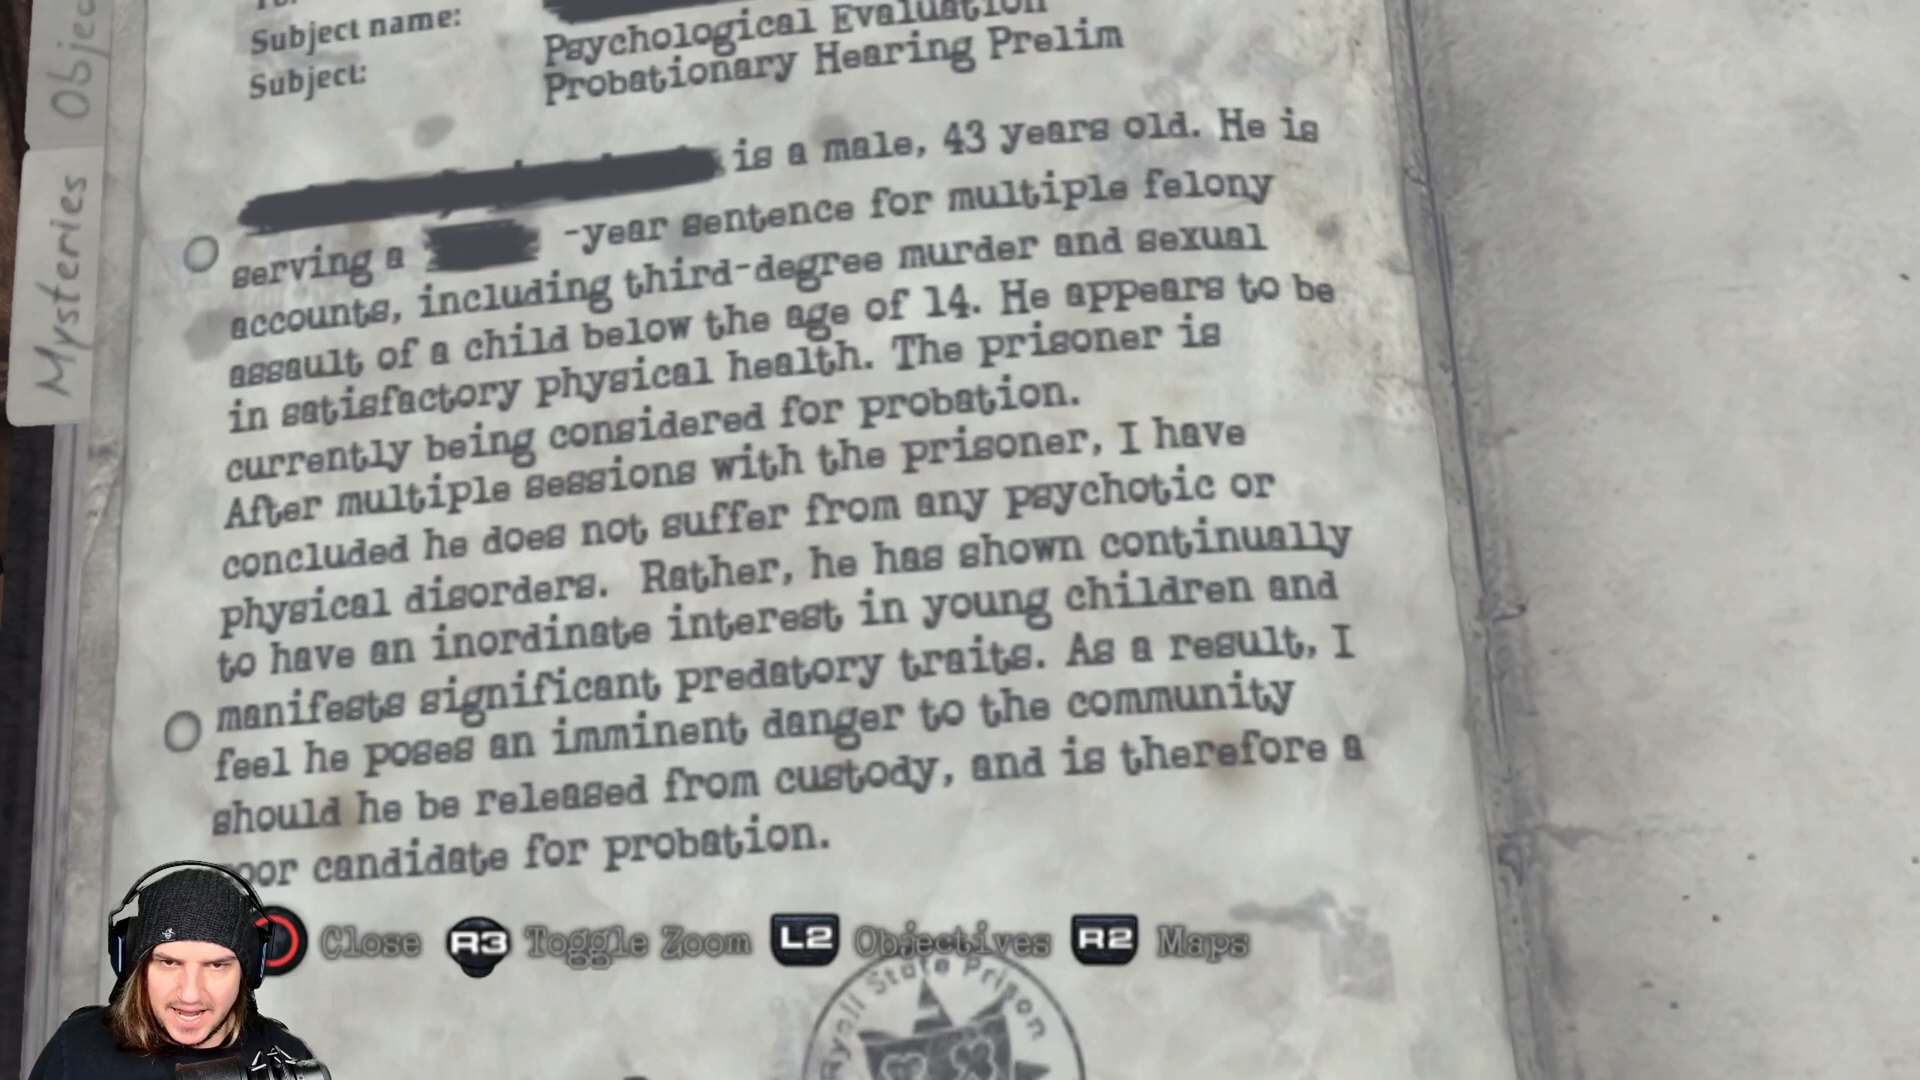 Objec
Mysteries
Subject name:
Subject:
Psychological Evaluation
Probationary Hearing Prelim
is a male, 43 years old. He is
serving a -year sentence for multiple felony
accounts, including third-degree murder and sexual
assault of a child below the age of 14. He appears to be
in satisfactory physical health. The prisoner is
currently being considered for probation.
After multiple sessions with the prisoner, I have
concluded he does not suffer from any psychotic or
physical disorders. Rather, he has shown continually
to have an inordinate interest in young children and
manifests significant predatory traits. As a result, I
feel he poses an imminent danger to the community
should he be released from custody, and is therefore a
poor candidate for probation.
Close R3 Toggle Zoom L2 Objectives R2 Maps
Ryall State Prison